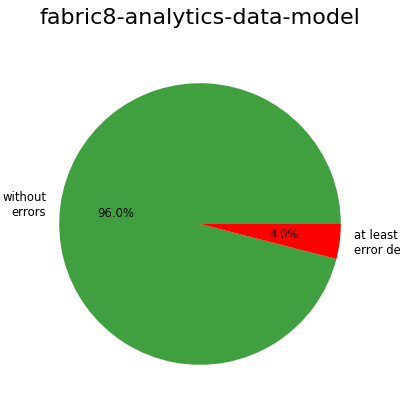 fabric8-analytics-data-model
without
errors
96.0%
4.0%
at least
error de